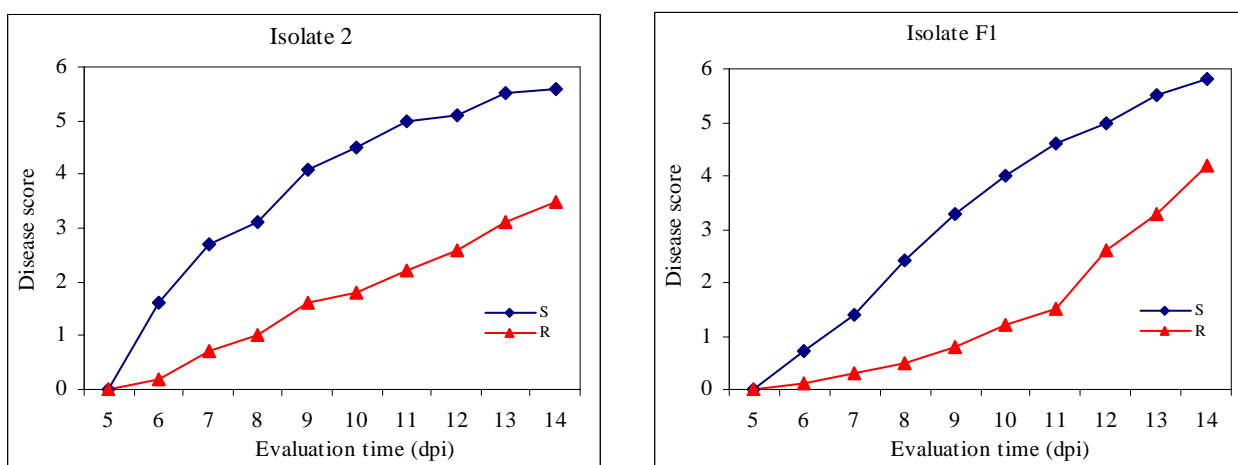 Isolate 2
6
5
4
3
2
1
0
Disease score
S
R
5 6 7 8 9 10 11 12 13 14
Evaluation time (dpi)
Isolate F1
6
5
4
3
2
1
0
Disease score
S
R
5 6 7 8 9 10 11 12 13 14
Evaluation time (dpi)